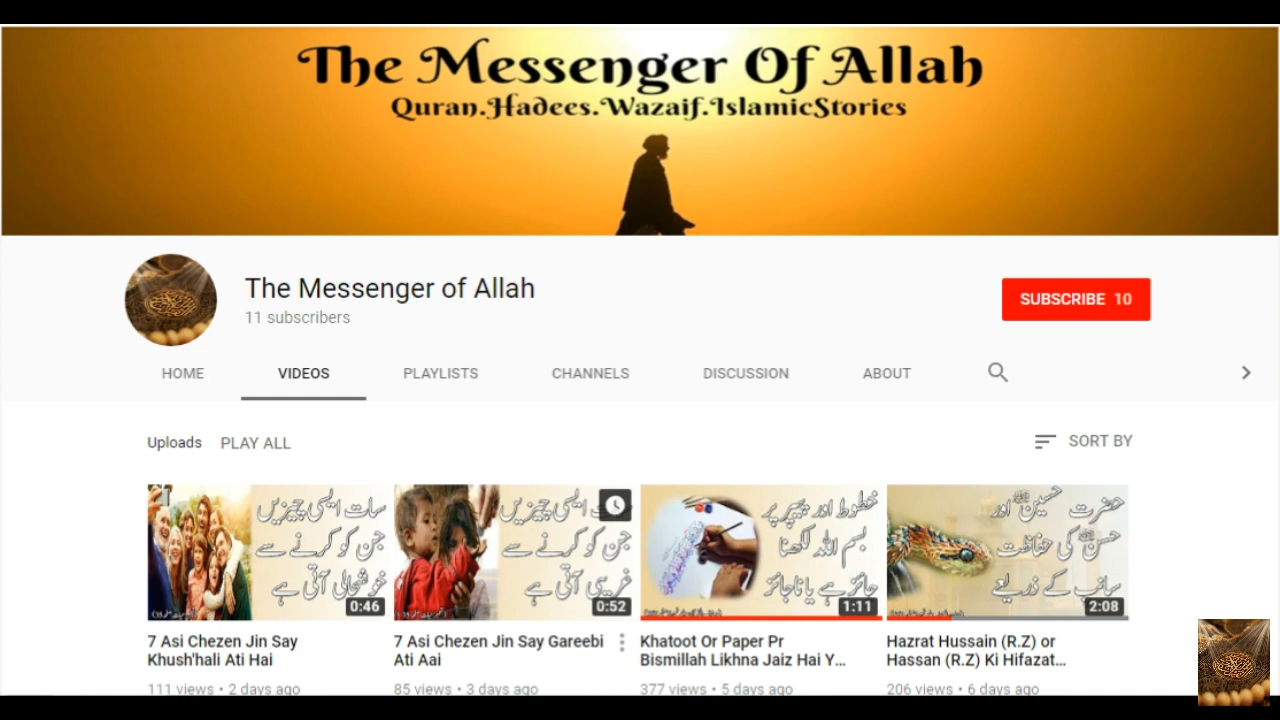 The Messenger Of Allah
Quran.Hadees.Wazaif.IslamicStories
The Messenger of Allah
11 subscribers
SUBSCRIBE 10
HOME VIDEOS PLAYLISTS CHANNELS DISCUSSION ABOUT
Uploads PLAY ALL SORT BY
سات ایسی چیزیں
جن کو کرنے سے
خوشحالی آتی ہے
0:46
ایسی چیزیں
جن کو کرنے سے
غریبی آتی ہے
0:52
خطوط اور پیپر پر
بسم اللہ لکھنا
جائز ہے یا ناجائز
1:11
حضرت حسین اور
حسن کی حفاظت
سانپ کے ذریعے
2:08
7 Asi Chezen Jin Say
Khush'hali Ati Hai
111 views • 2 days ago
7 Asi Chezen Jin Say Gareebi
Ati Aai
85 views • 3 days ago
Khatoot Or Paper Pr
Bismillah Likhna Jaiz Hai Y...
377 views • 5 days ago
Hazrat Hussain (R.Z) or
Hassan (R.Z) Ki Hifazat...
206 views • 6 days ago